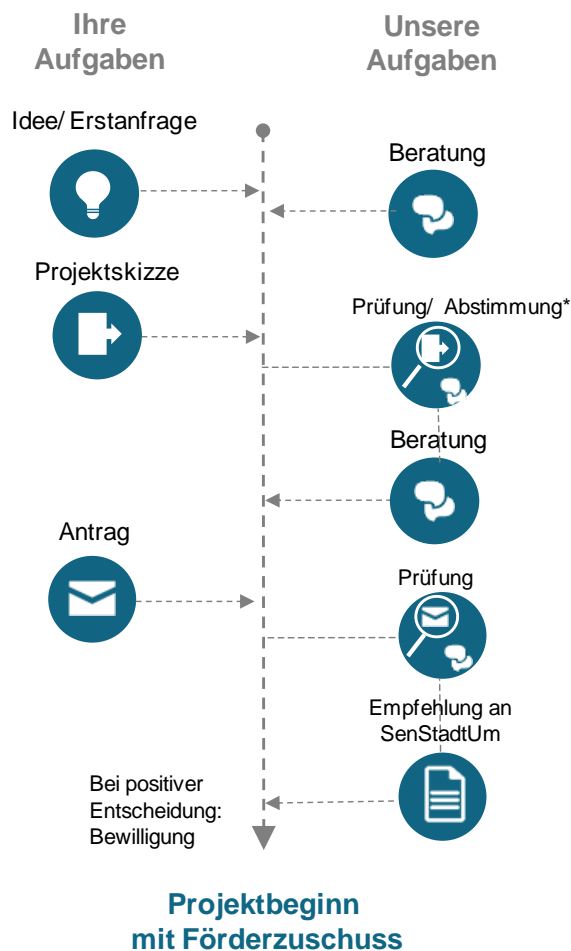 Ihre
Aufgaben
Unsere
Aufgaben
Idee/ Erstanfrage
Beratung
Projektskizze
Prüfung/ Abstimmung*
Beratung
Antrag
Prüfung
Empfehlung an
SenStadtUm
Bei positiver
Entscheidung:
Bewilligung
Projektbeginn
mit Förderzuschuss